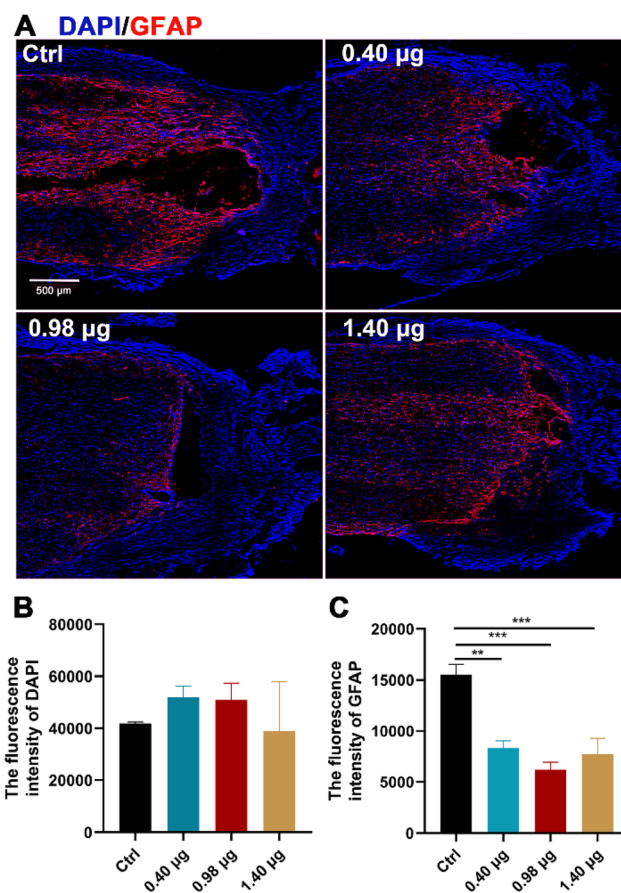 A DAPI/GFAP
Ctrl
0.40 µg
500 µm
0.98 µg
1.40 µg
B
The fluorescence
intensity of DAPI
80000
60000
40000
20000
0
Ctrl
0.40 µg
0.98 µg
1.40 µg
C
The fluorescence
intensity of GFAP
20000
15000
10000
5000
0
***
***
**
Ctrl
0.40 µg
0.98 µg
1.40 µg